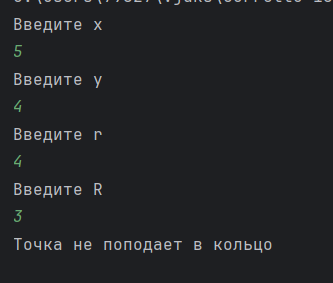 Введите x
5
Введите y
4
Введите r
4
Введите R
3
Точка не поподает в кольцо